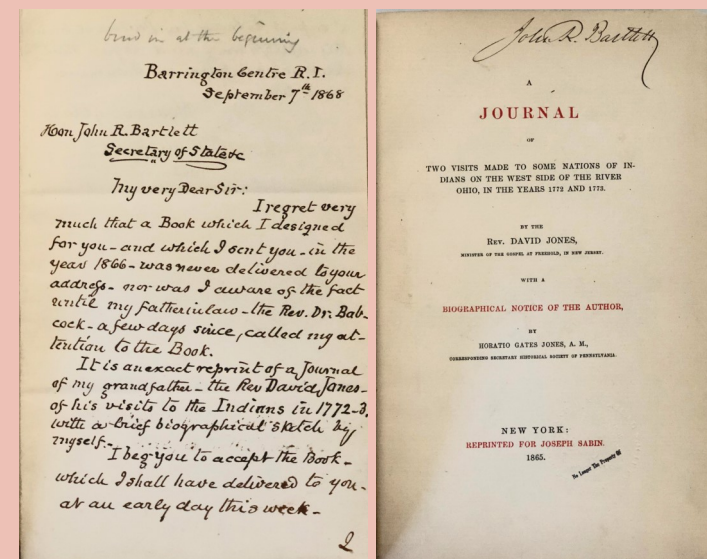 bind in at the beginning
Barrington Centre R.I.
September 7th 1868
Hon John R. Bartlett
Secretary of State &c
My very Dear Sir:
I regret very
much that a Book which I designed
for you - and which I sent you - in the
year 1866 - was never delivered to your
address - nor was I aware of the fact
until my father in law - the Rev. Dr. Bab-
cock - a few days since, called my at-
tention to the Book.
It is an exact reprint of a Journal
of my grandfather - the Rev David Jones -
of his visits to the Indians in 1772-3.
with a brief biographical sketch by
myself. -
I beg you to accept the Book -
which I shall have delivered to you -
at an early day this week -
2
John R. Bartlett
A
JOURNAL
OF
TWO VISITS MADE TO SOME NATIONS OF IN-
DIANS ON THE WEST SIDE OF THE RIVER
OHIO, IN THE YEARS 1772 AND 1773.
BY THE
REV. DAVID JONES,
MINISTER OF THE GOSPEL AT FREEHOLD, IN NEW JERSEY.
WITH A
BIOGRAPHICAL NOTICE OF THE AUTHOR,
BY
HORATIO GATES JONES, A. M.,
CORRESPONDING SECRETARY HISTORICAL SOCIETY OF PENNSYLVANIA.
NEW YORK:
REPRINTED FOR JOSEPH SABIN.
1865.
No Longer The Property Of